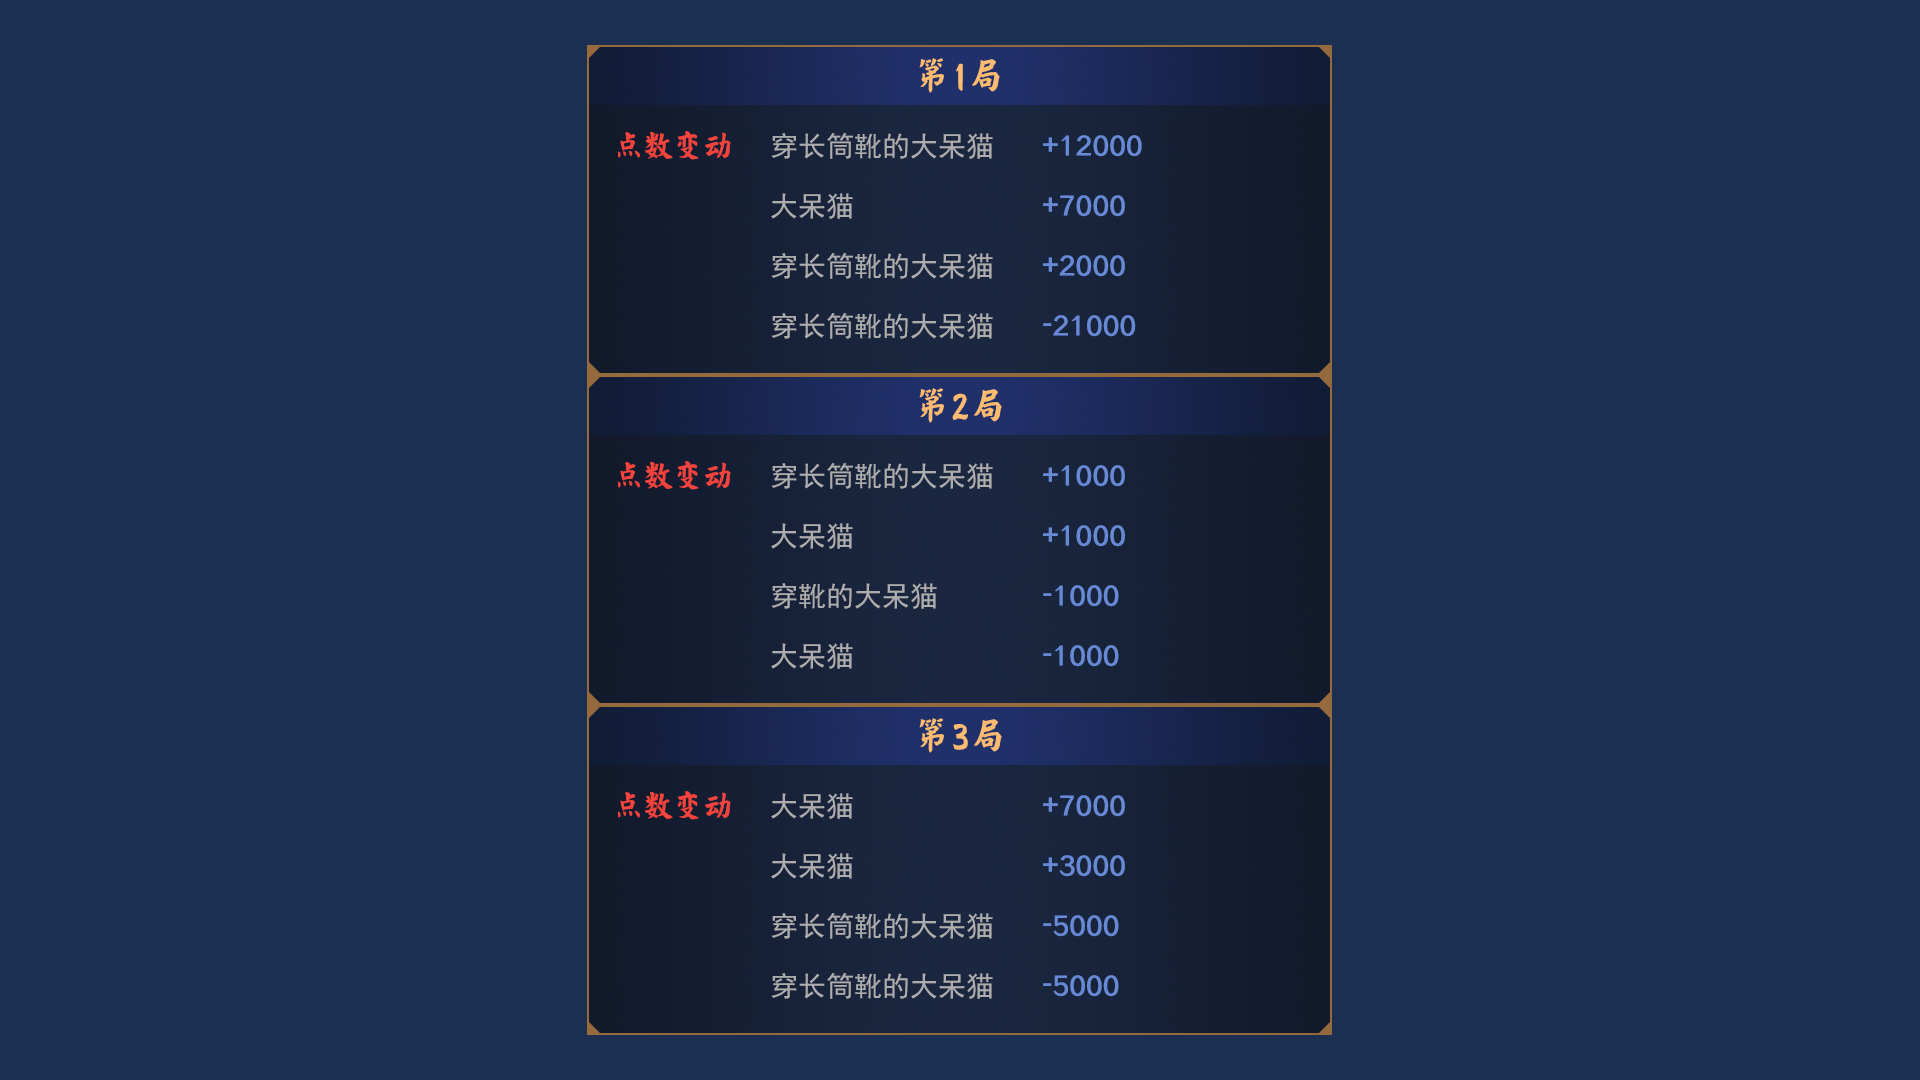 第1局
点数变动 穿长筒靴的大呆猫 +12000
大呆猫 +7000
穿长筒靴的大呆猫 +2000
穿长筒靴的大呆猫 -21000
第2局
点数变动 穿长筒靴的大呆猫 +1000
大呆猫 +1000
穿靴的大呆猫 -1000
大呆猫 -1000
第3局
点数变动 大呆猫 +7000
大呆猫 +3000
穿长筒靴的大呆猫 -5000
穿长筒靴的大呆猫 -5000